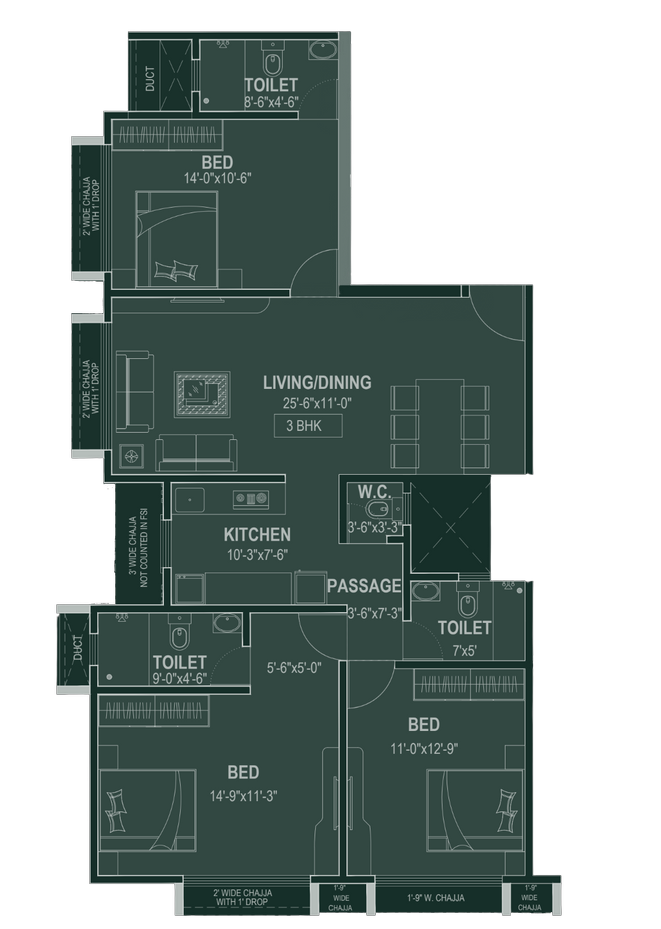 DUCT
TOILET
8'-6"x4'-6"
BED
14'-0"x10'-6"
2' WIDE CHAJJA
WITH 1' DROP
2' WIDE CHAJJA
WITH 1' DROP
LIVING/DINING
25'-6"x11'-0"
3 BHK
W.C.
3'-6"x3'-3"
KITCHEN
10'-3"x7'-6"
3' WIDE CHAJJA
NOT COUNTED IN FSI
PASSAGE
3'-6"x7'-3"
TOILET
7'x5'
DUCT
TOILET
9'-0"x4'-6"
5'-6"x5'-0"
BED
11'-0"x12'-9"
BED
14'-9"x11'-3"
2' WIDE CHAJJA
WITH 1' DROP
1'-9"
WIDE
CHAJJA
1'-9" W. CHAJJA
1'-9"
WIDE
CHAJJA